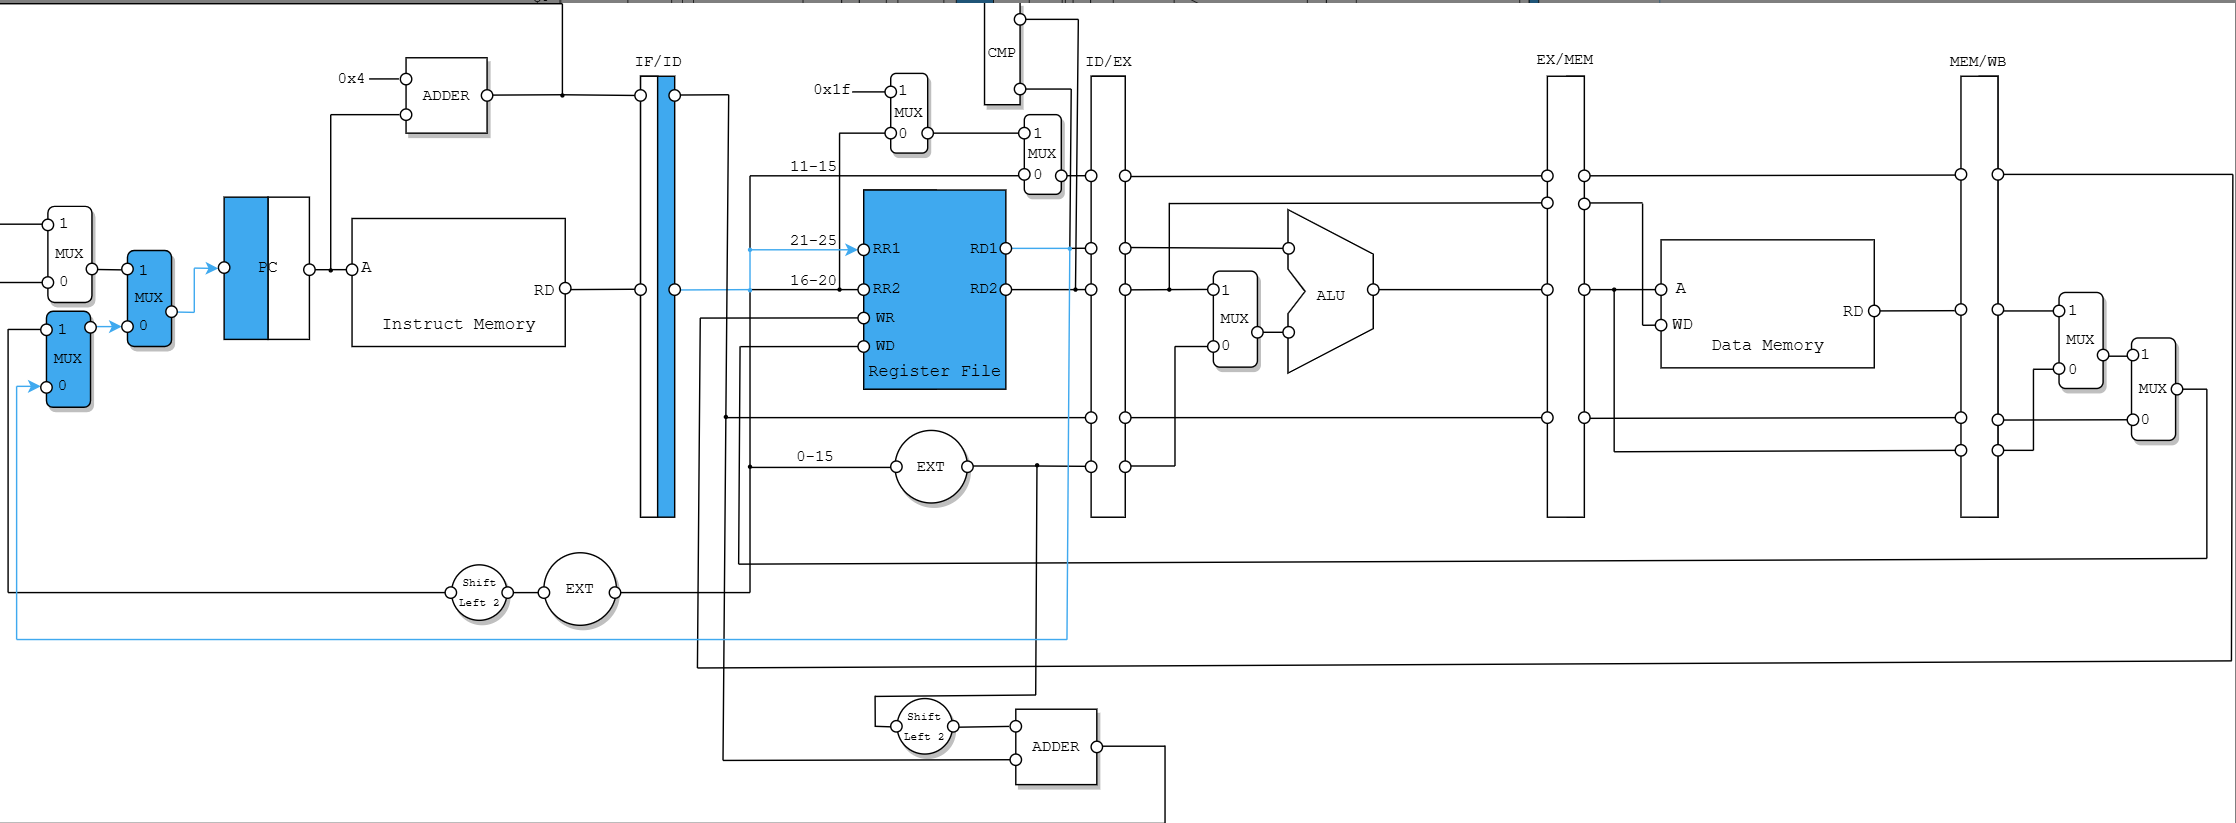 CMP
IF/ID
ID/EX
EX/MEM
MEM/WB
0x4
ADDER
0x1f
1
MUX
0
1
MUX
0
11-15
1
MUX
0
1
MUX
0
1
MUX
0
PC
A
RD
Instruct Memory
21-25
16-20
RR1
RR2
WR
WD
RD1
RD2
Register File
1
MUX
0
ALU
A
WD
RD
Data Memory
1
MUX
0
1
MUX
0
0-15
EXT
Shift
Left 2
EXT
Shift
Left 2
ADDER